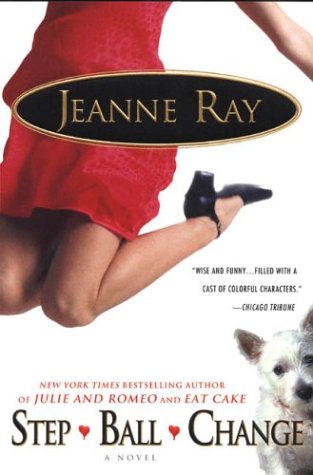 JEANNE RAY
"WISE AND FUNNY...FILLED WITH A
CAST OF COLORFUL CHARACTERS."
—CHICAGO TRIBUNE
NEW YORK TIMES BESTSELLING AUTHOR
OF JULIE AND ROMEO AND EAT CAKE
STEP♥BALL♥CHANGE
A NOVEL